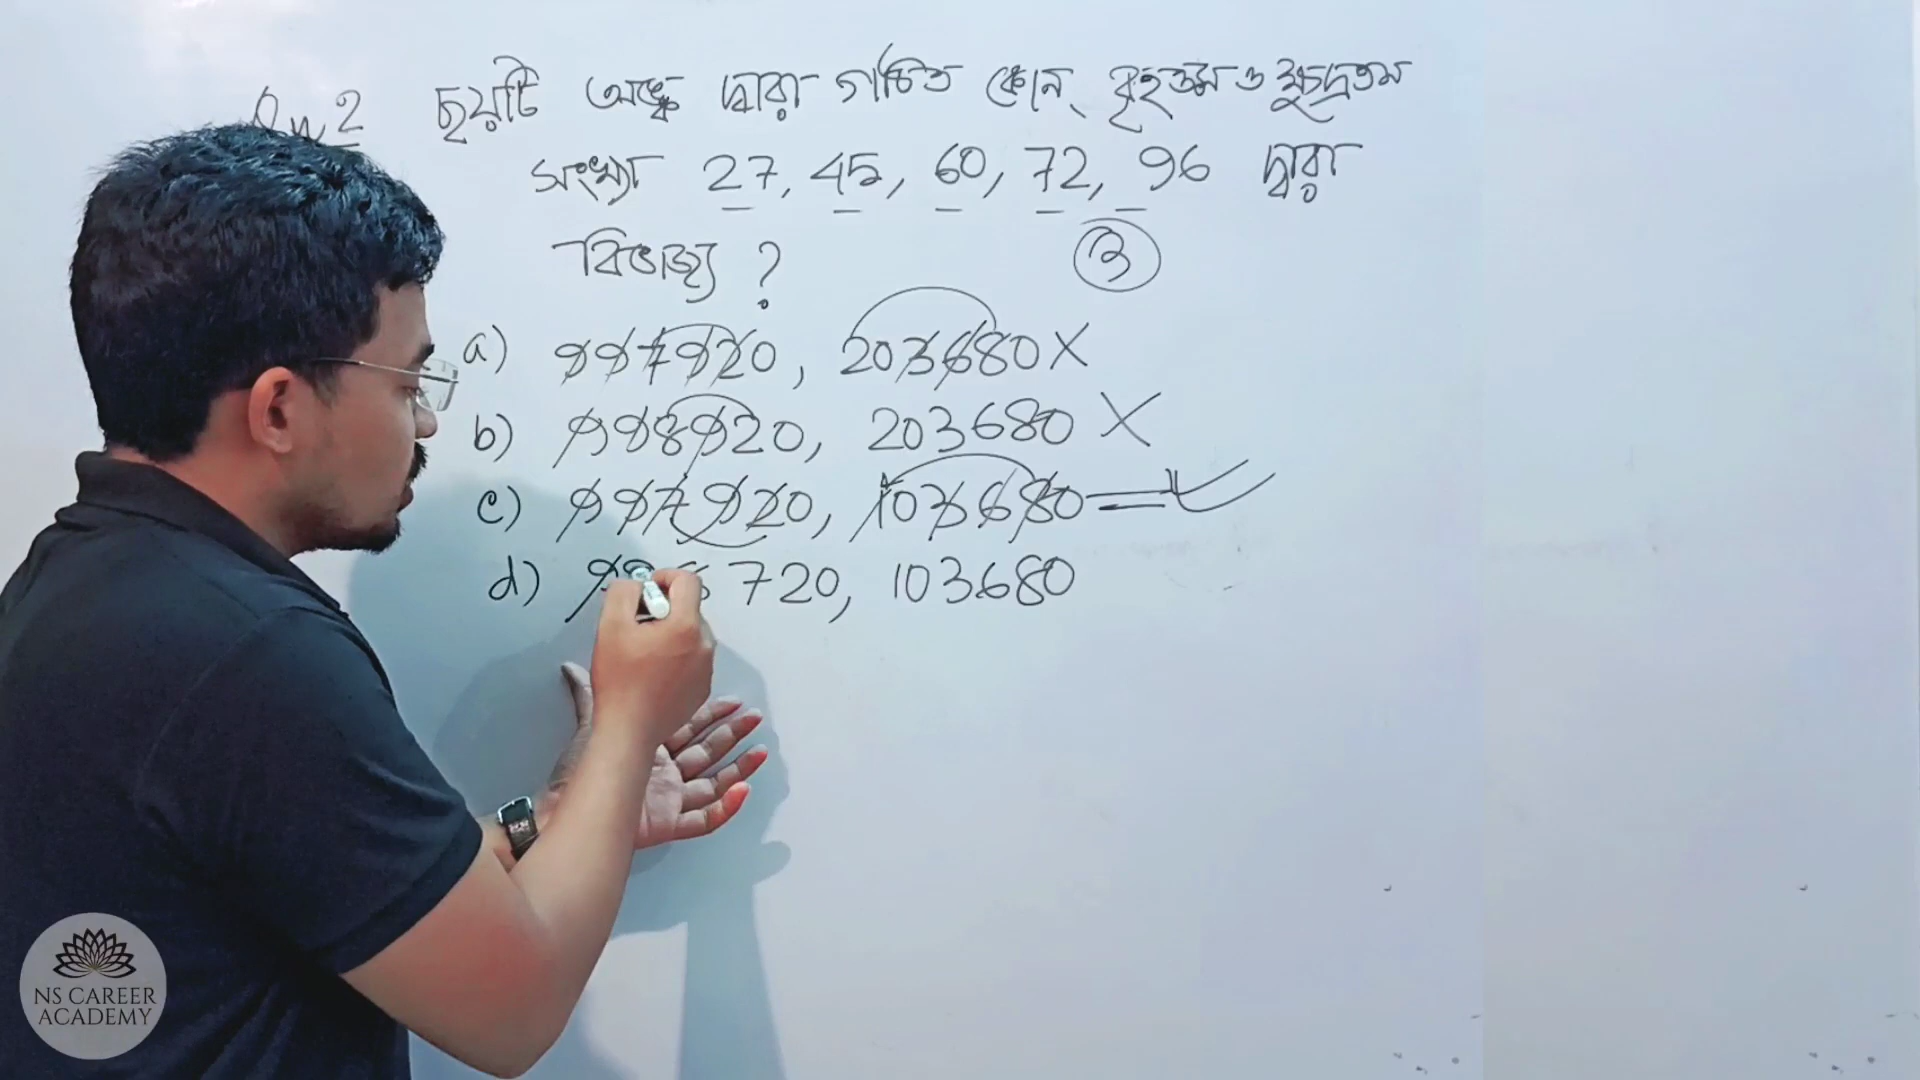 Qn 2 ছয়টি অঙ্ক দ্বারা গঠিত কোন্ বৃহত্তম ও ক্ষুদ্রতম
সংখ্যা 27, 45, 60, 72, 96 দ্বারা
বিভাজ্য ? ③
a) 997920, 203680 X
b) 998920, 203680 X
c) 997920, 103680
d) 720, 103680
NS CAREER
ACADEMY